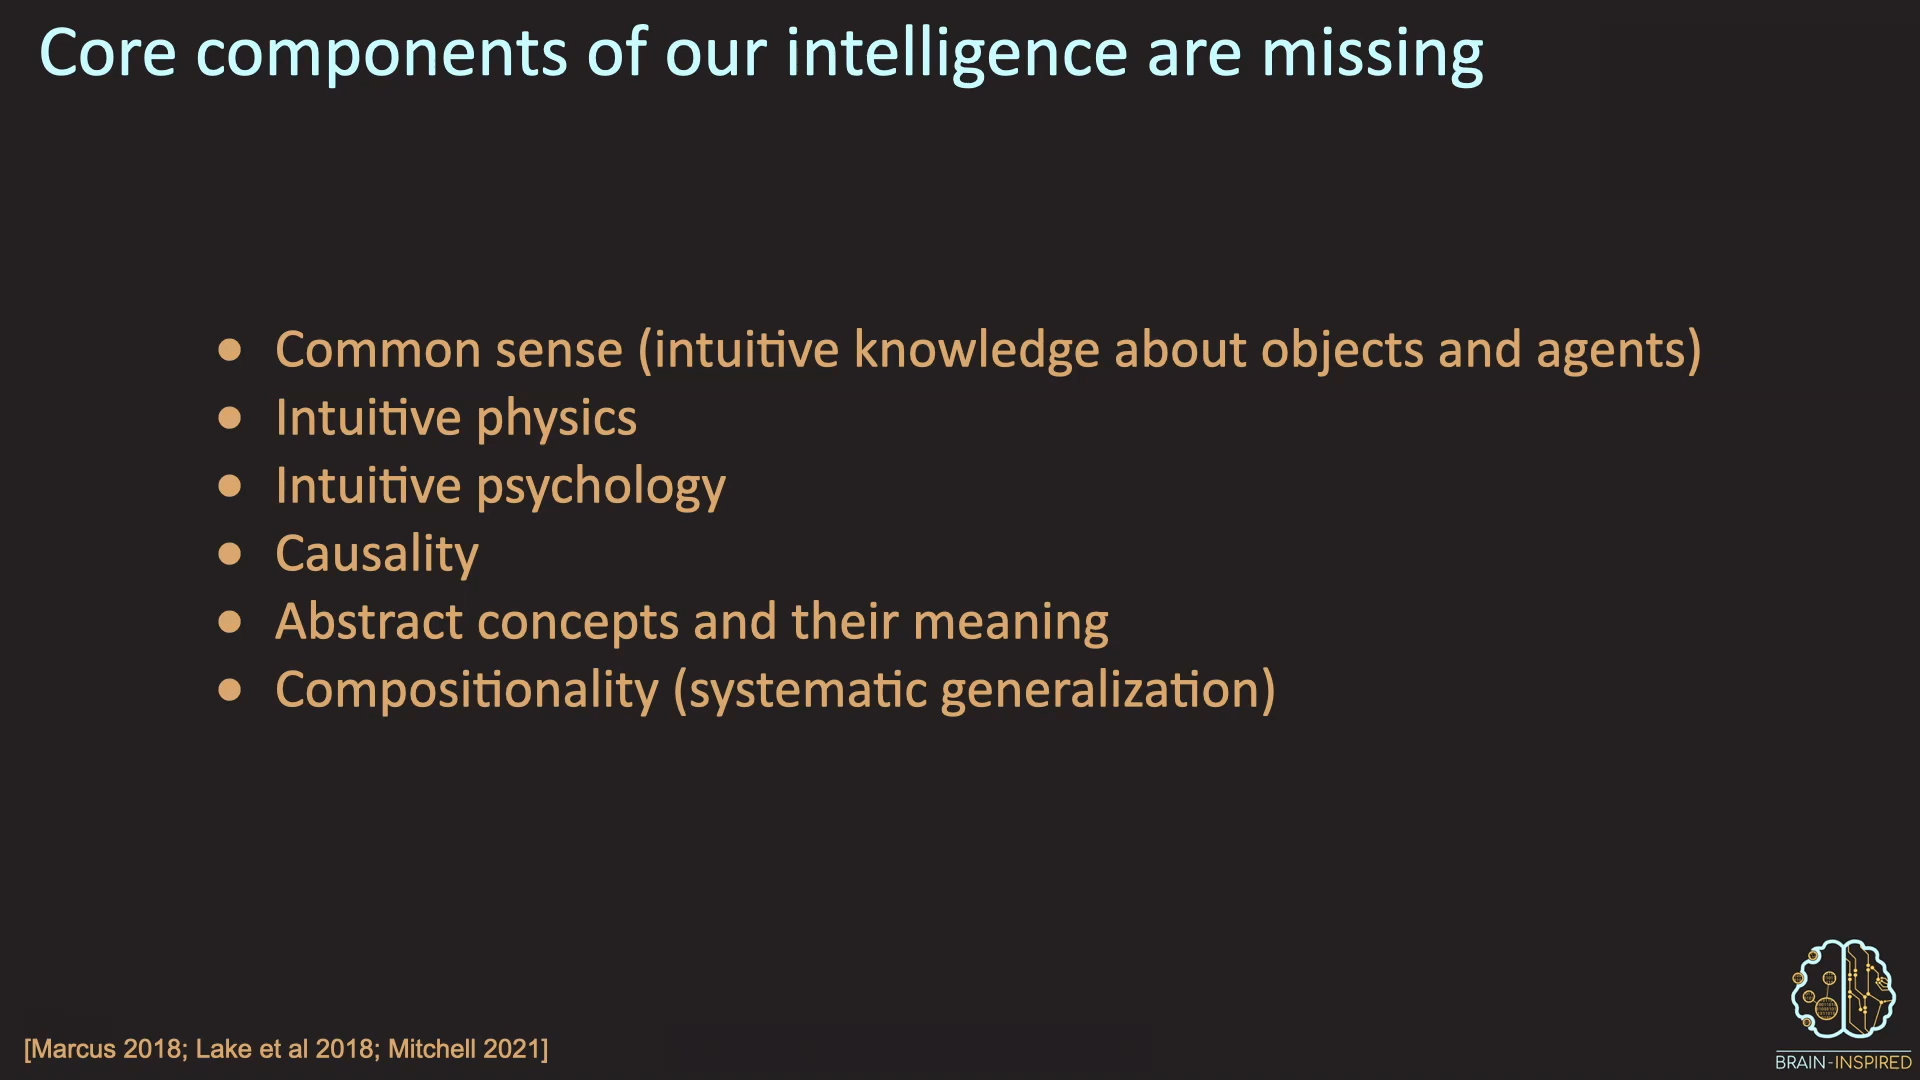 Core components of our intelligence are missing
● Common sense (intuitive knowledge about objects and agents)
● Intuitive physics
● Intuitive psychology
● Causality
● Abstract concepts and their meaning
● Compositionality (systematic generalization)
[Marcus 2018; Lake et al 2018; Mitchell 2021]
BRAIN-INSPIRED